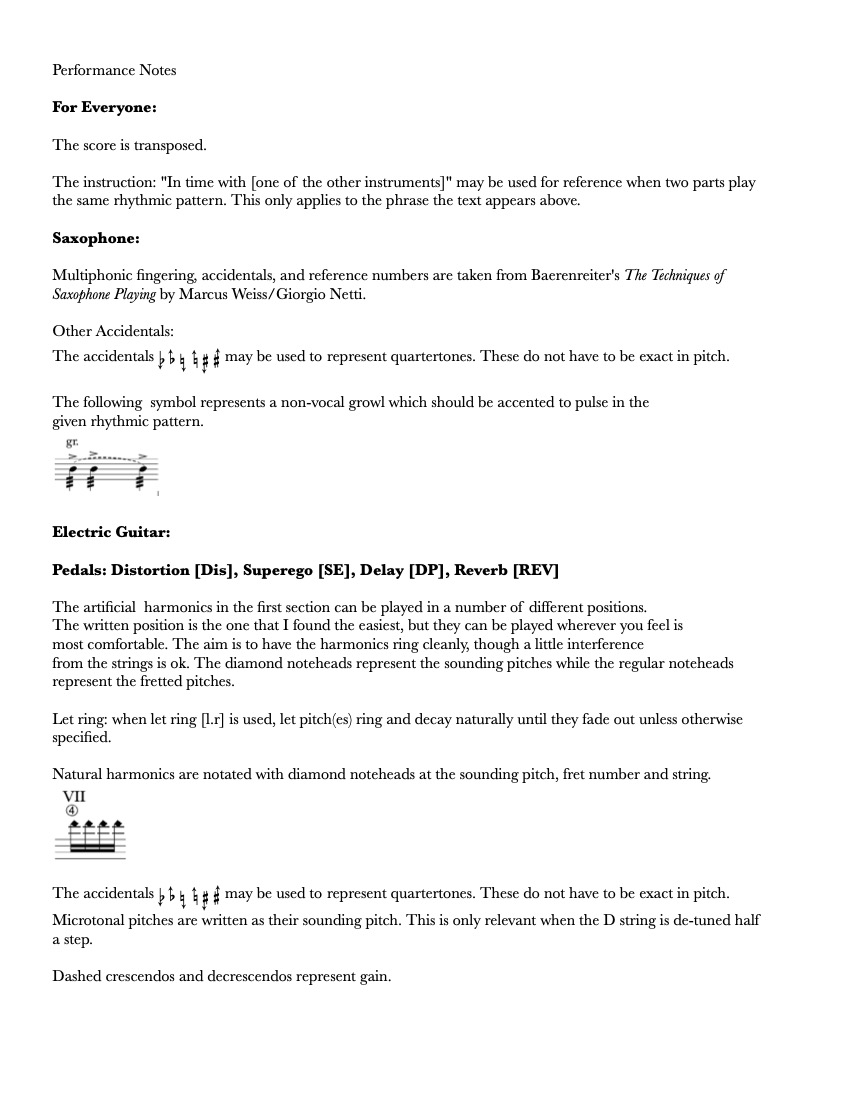 Performance Notes
For Everyone:
The score is transposed.
The instruction: "In time with [one of the other instruments]" may be used for reference when two parts play
the same rhythmic pattern. This only applies to the phrase the text appears above.
Saxophone:
Multiphonic fingering, accidentals, and reference numbers are taken from Baerenreiter's The Techniques of
Saxophone Playing by Marcus Weiss/Giorgio Netti.
Other Accidentals:
The accidentals may be used to represent quartertones. These do not have to be exact in pitch.
The following symbol represents a non-vocal growl which should be accented to pulse in the
given rhythmic pattern.
gr.
Electric Guitar:
Pedals: Distortion [Dis], Superego [SE], Delay [DP], Reverb [REV]
The artificial harmonics in the first section can be played in a number of different positions.
The written position is the one that I found the easiest, but they can be played wherever you feel is
most comfortable. The aim is to have the harmonics ring cleanly, though a little interference
from the strings is ok. The diamond noteheads represent the sounding pitches while the regular noteheads
represent the fretted pitches.
Let ring: when let ring [l.r] is used, let pitch(es) ring and decay naturally until they fade out unless otherwise
specified.
Natural harmonics are notated with diamond noteheads at the sounding pitch, fret number and string.
VII
④
The accidentals may be used to represent quartertones. These do not have to be exact in pitch.
Microtonal pitches are written as their sounding pitch. This is only relevant when the D string is de-tuned half
a step.
Dashed crescendos and decrescendos represent gain.